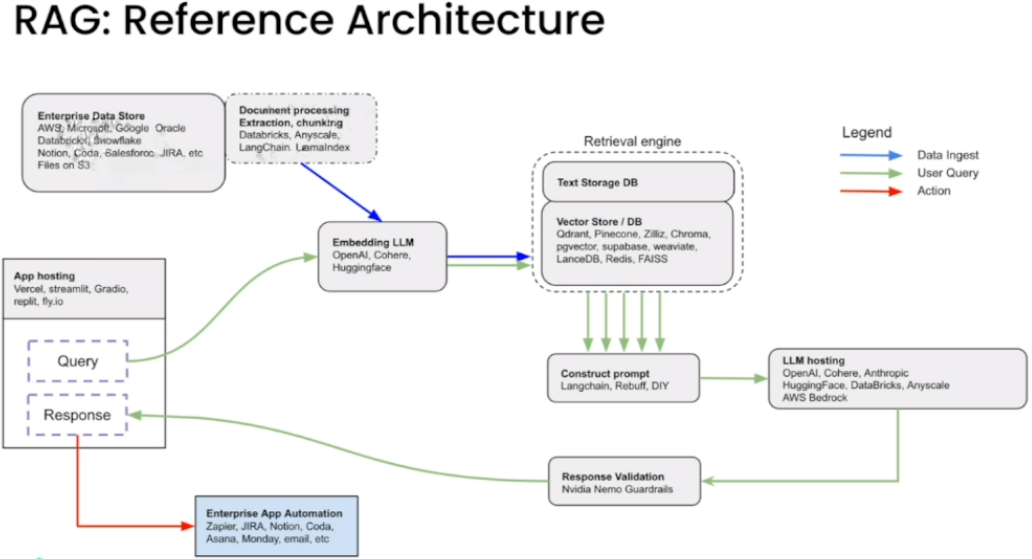 RAG: Reference Architecture
Enterprise Data Store
AWS, Microsoft, Google Oracle
Databricks, Snowflake
Notion, Coda, Salesforce JIRA, etc
Files on S3
Document processing
Extraction, chunking
Databricks, Anyscale,
LangChain LamaIndex
Retrieval engine
Text Storage DB
Vector Store / DB
Qdrant, Pinecone, Zilliz, Chroma,
pgvector, supabase, weaviate,
LanceDB, Redis, FAISS
Legend
Data Ingest
User Query
Action
Embedding LLM
OpenAI, Cohere,
Huggingface
App hosting
Vercel, streamlit, Gradio,
replit, fly.io
Query
Response
Construct prompt
Langchain, Rebuff, DIY
LLM hosting
OpenAI, Cohere, Anthropic
HuggingFace, DataBricks, Anyscale
AWS Bedrock
Response Validation
Nvidia Nemo Guardrails
Enterprise App Automation
Zapier, JIRA, Notion, Coda,
Asana, Monday, email, etc